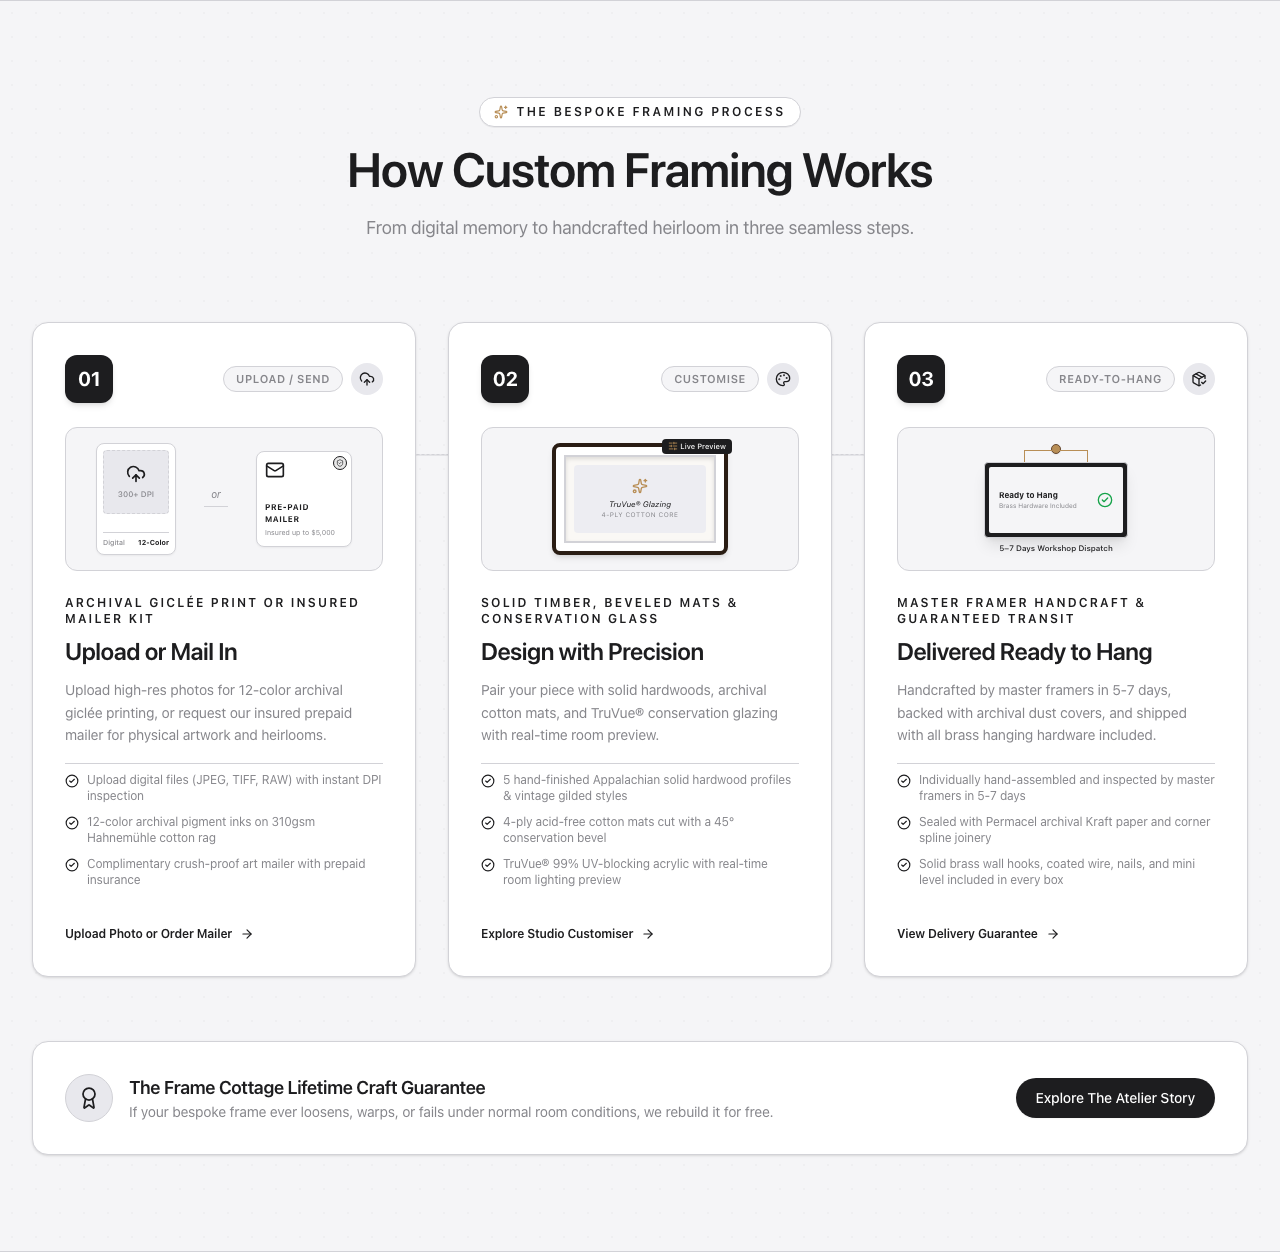 THE BESPOKE FRAMING PROCESS
How Custom Framing Works
From digital memory to handcrafted heirloom in three seamless steps.
01
UPLOAD / SEND
300+ DPI
Digital
12-Color
or
PRE-PAID
MAILER
Insured up to $5,000
ARCHIVAL GICLÉE PRINT OR INSURED
MAILER KIT
Upload or Mail In
Upload high-res photos for 12-color archival
giclée printing, or request our insured prepaid
mailer for physical artwork and heirlooms.
Upload digital files (JPEG, TIFF, RAW) with instant DPI
inspection
12-color archival pigment inks on 310gsm
Hahnemühle cotton rag
Complimentary crush-proof art mailer with prepaid
insurance
Upload Photo or Order Mailer
02
CUSTOMISE
Live Preview
TruVue® Glazing
4-PLY COTTON CORE
SOLID TIMBER, BEVELED MATS &
CONSERVATION GLASS
Design with Precision
Pair your piece with solid hardwoods, archival
cotton mats, and TruVue® conservation glazing
with real-time room preview.
5 hand-finished Appalachian solid hardwood profiles
& vintage gilded styles
4-ply acid-free cotton mats cut with a 45°
conservation bevel
TruVue® 99% UV-blocking acrylic with real-time
room lighting preview
Explore Studio Customiser
03
READY-TO-HANG
Ready to Hang
Brass Hardware Included
5–7 Days Workshop Dispatch
MASTER FRAMER HANDCRAFT &
GUARANTEED TRANSIT
Delivered Ready to Hang
Handcrafted by master framers in 5-7 days,
backed with archival dust covers, and shipped
with all brass hanging hardware included.
Individually hand-assembled and inspected by master
framers in 5-7 days
Sealed with Permacel archival Kraft paper and corner
spline joinery
Solid brass wall hooks, coated wire, nails, and mini
level included in every box
View Delivery Guarantee
The Frame Cottage Lifetime Craft Guarantee
If your bespoke frame ever loosens, warps, or fails under normal room conditions, we rebuild it for free.
Explore The Atelier Story